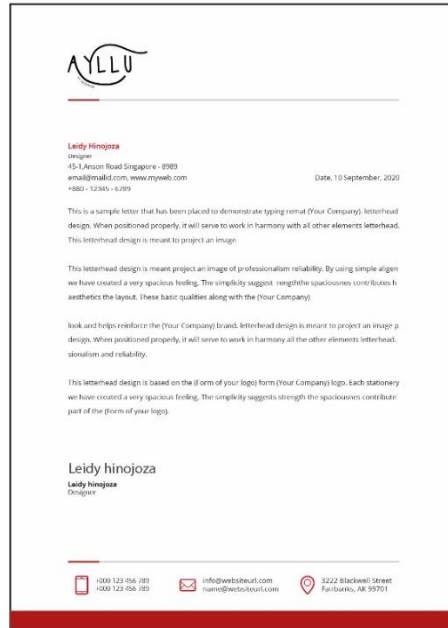 AYLLU
Leidy Hinojoza
Designer
45-1,Anson Road Singapore - 8989
email@mailid.com, www.myweb.com
Date, 10 September, 2020
+880 - 12345 - 6789
This is a sample letter that has been placed to demonstrate typing remat (Your Company). letterhead
design. When positioned properly, it will serve to work in harmony with all other elements letterhead.
This letterhead design is meant to project an image
This letterhead design is meant project an image of professionalism reliability. By using simple aligen
we have created a very spacious feeling. The simplicity suggest rengththe spaciousnes contributes h
aesthetics the layout. These basic qualities along with the (Your Company)
look and helps reinforce the (Your Company) brand. letterhead design is meant to project an image p
design. When positioned properly, it will serve to work in harmony all the other elements letterhead.
sionalism and reliability.
This letterhead design is based on the (Form of your logo) form (Your Company) logo. Each stationery
we have created a very spacious feeling. The simplicity suggests strength the spaciousnes contribute
part of the (Form of your logo).
Leidy hinojoza
Leidy hinojoza
Designer
+000 123 456 789
+000 123 456 789
info@websiteurl.com
name@websiteurl.com
3222 Blackwell Street
Fairbanks, AK 99701